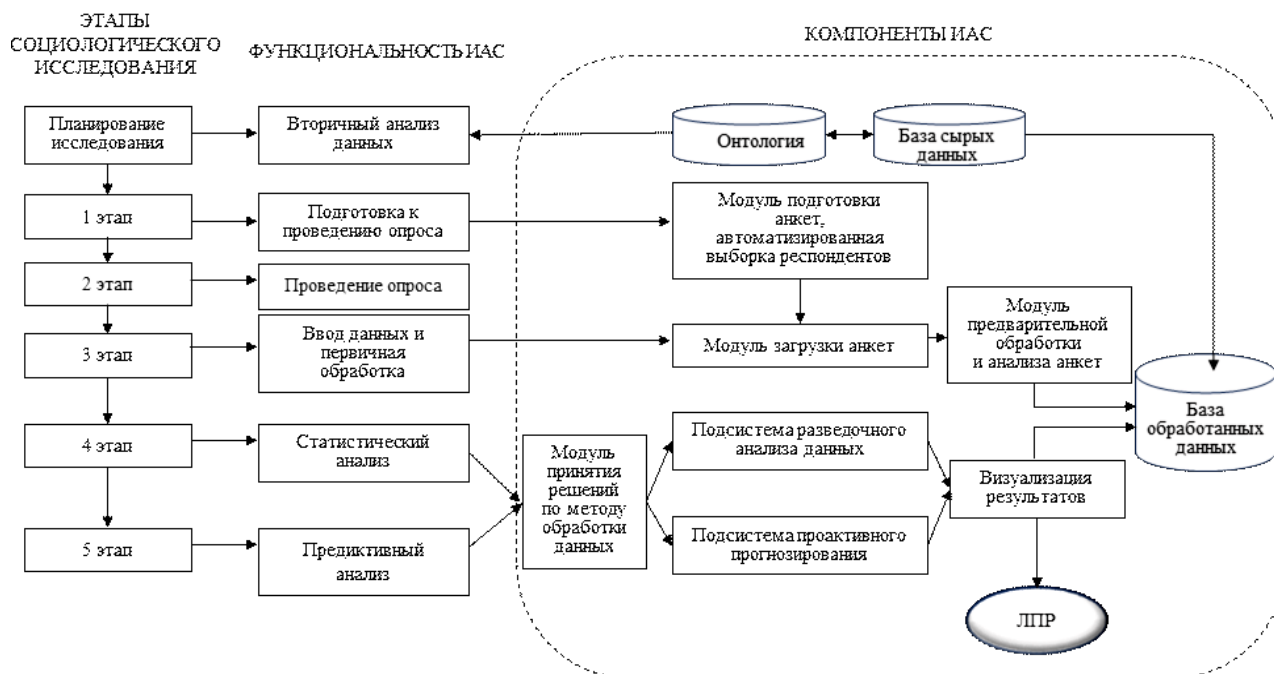 ЭТАПЫ
СОЦИОЛОГИЧЕСКОГО
ИССЛЕДОВАНИЯ
ФУНКЦИОНАЛЬНОСТЬ ИАС
КОМПОНЕНТЫ ИАС
Планирование
исследования
Вторичный анализ
данных
Онтология
База сырых
данных
1 этап
Подготовка к
проведению опроса
Модуль подготовки
анкет,
автоматизированная
выборка респондентов
2 этап
Проведение опроса
3 этап
Ввод данных и
первичная
обработка
Модуль загрузки анкет
Модуль
предварительной
обработки
и анализа анкет
База
обработанных
данных
4 этап
Статистический
анализ
Модуль
принятия
решений
по методу
обработки
данных
Подсистема разведочного
анализа данных
Визуализация
результатов
5 этап
Предиктивный
анализ
Подсистема проактивного
прогнозирования
ЛПР